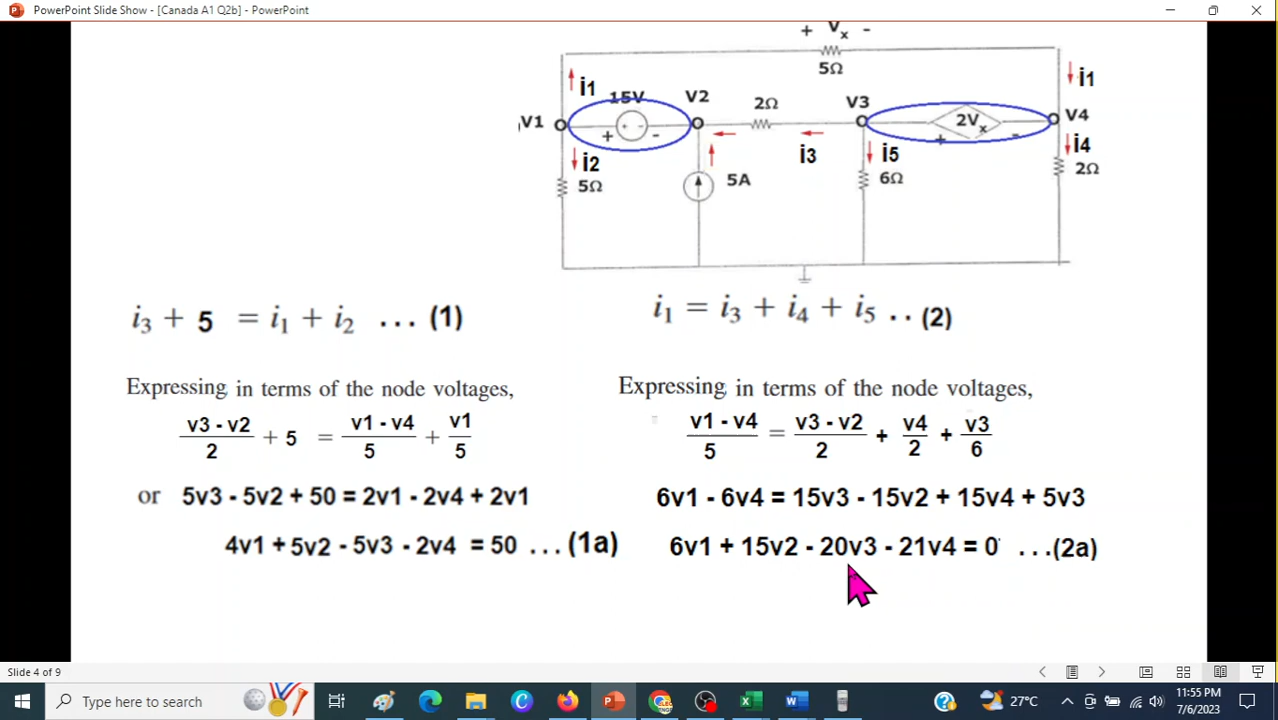 PowerPoint Slide Show - [Canada A1 Q2b] - PowerPoint
+ Vx -
5Ω
i1
i1
15V
V2
2Ω
V3
2Vx
V4
V1
+ -
+ -
i2
i3
i5
i4
5Ω
5A
6Ω
2Ω
i3 + 5 = i1 + i2 ... (1)
i1 = i3 + i4 + i5 .. (2)
Expressing in terms of the node voltages,
Expressing in terms of the node voltages,
v3 - v2 / 2 + 5 = v1 - v4 / 5 + v1 / 5
v1 - v4 / 5 = v3 - v2 / 2 + v4 / 2 + v3 / 6
or 5v3 - 5v2 + 50 = 2v1 - 2v4 + 2v1
6v1 - 6v4 = 15v3 - 15v2 + 15v4 + 5v3
4v1 + 5v2 - 5v3 - 2v4 = 50 ... (1a)
6v1 + 15v2 - 20v3 - 21v4 = 0 ...(2a)
Slide 4 of 9
Type here to search
27°C
11:55 PM
7/6/2023